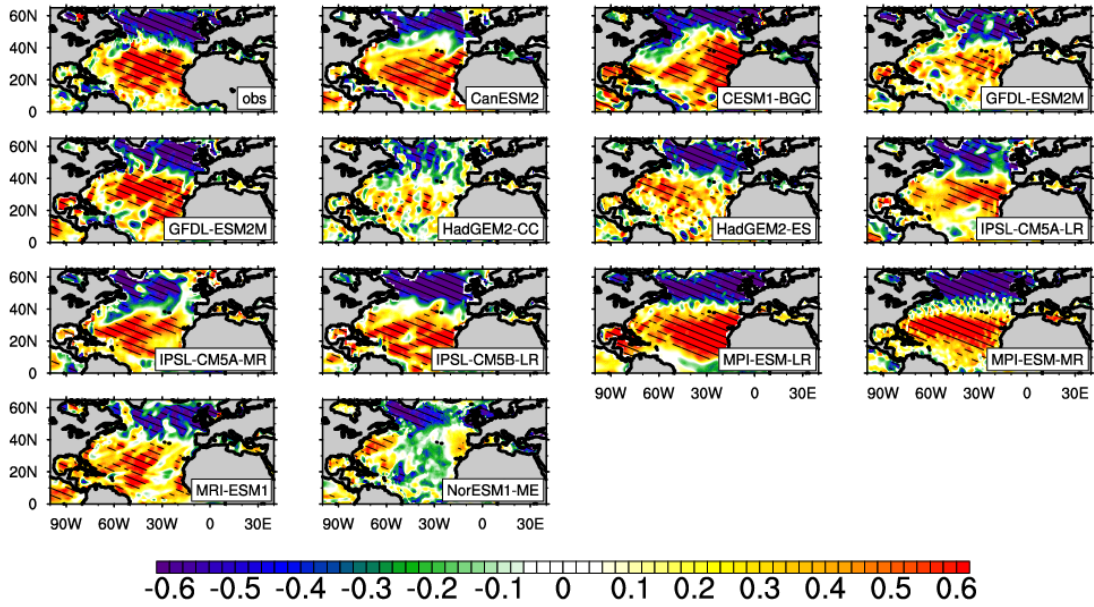 60N
40N
20N
0
obs
CanESM2
CESM1-BGC
GFDL-ESM2M
60N
40N
20N
0
GFDL-ESM2M
HadGEM2-CC
HadGEM2-ES
IPSL-CM5A-LR
60N
40N
20N
0
IPSL-CM5A-MR
IPSL-CM5B-LR
MPI-ESM-LR
MPI-ESM-MR
90W 60W 30W 0 30E
90W 60W 30W 0 30E
60N
40N
20N
0
MRI-ESM1
NorESM1-ME
90W 60W 30W 0 30E
90W 60W 30W 0 30E
-0.6 -0.5 -0.4 -0.3 -0.2 -0.1 0 0.1 0.2 0.3 0.4 0.5 0.6